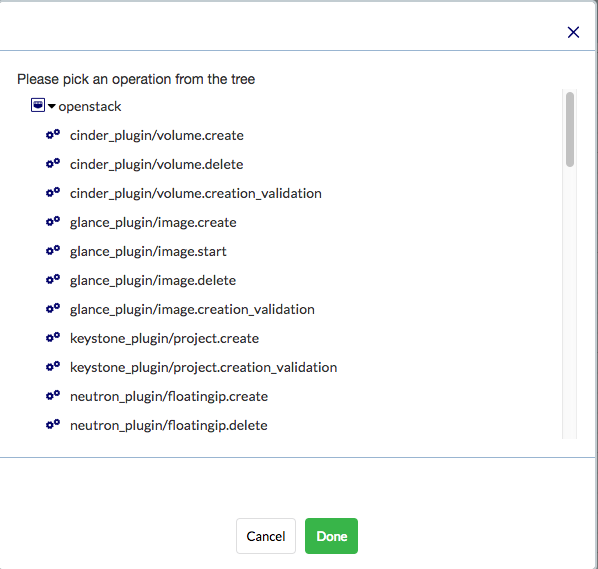 Please pick an operation from the tree
openstack
cinder_plugin/volume.create
cinder_plugin/volume.delete
cinder_plugin/volume.creation_validation
glance_plugin/image.create
glance_plugin/image.start
glance_plugin/image.delete
glance_plugin/image.creation_validation
keystone_plugin/project.create
keystone_plugin/project.creation_validation
neutron_plugin/floatingip.create
neutron_plugin/floatingip.delete
Cancel Done